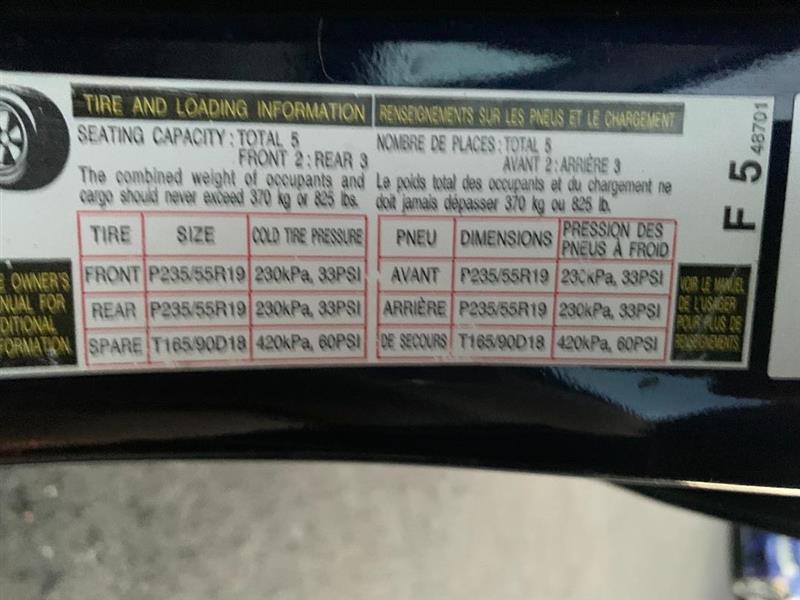 TIRE AND LOADING INFORMATION
SEATING CAPACITY : TOTAL 5
FRONT 2 : REAR 3
The combined weight of occupants and
cargo should never exceed 370 kg or 825 lbs.
TIRE SIZE COLD TIRE PRESSURE
FRONT P235/55R19 230kPa, 33PSI
REAR P235/55R19 230kPa, 33PSI
SPARE T165/90D18 420kPa, 60PSI
OWNER'S
FOR
RENSEIGNEMENTS SUR LES PNEUS ET LE CHARGEMENT
NOMBRE DE PLACES : TOTAL 5
AVANT 2 : ARRIÈRE 3
Le poids total des occupants et du chargement ne
doit jamais dépasser 370 kg ou 825 lb.
PNEU DIMENSIONS PRESSION DES
PNEUS À FROID
AVANT P235/55R19 230kPa, 33PSI
ARRIÈRE P235/55R19 230kPa, 33PSI
DE SECOURS T165/90D18 420kPa, 60PSI
VOIR LE MANUEL
DE L'USAGER
POUR PLUS DE
RENSEIGNEMENTS
F 5
48701